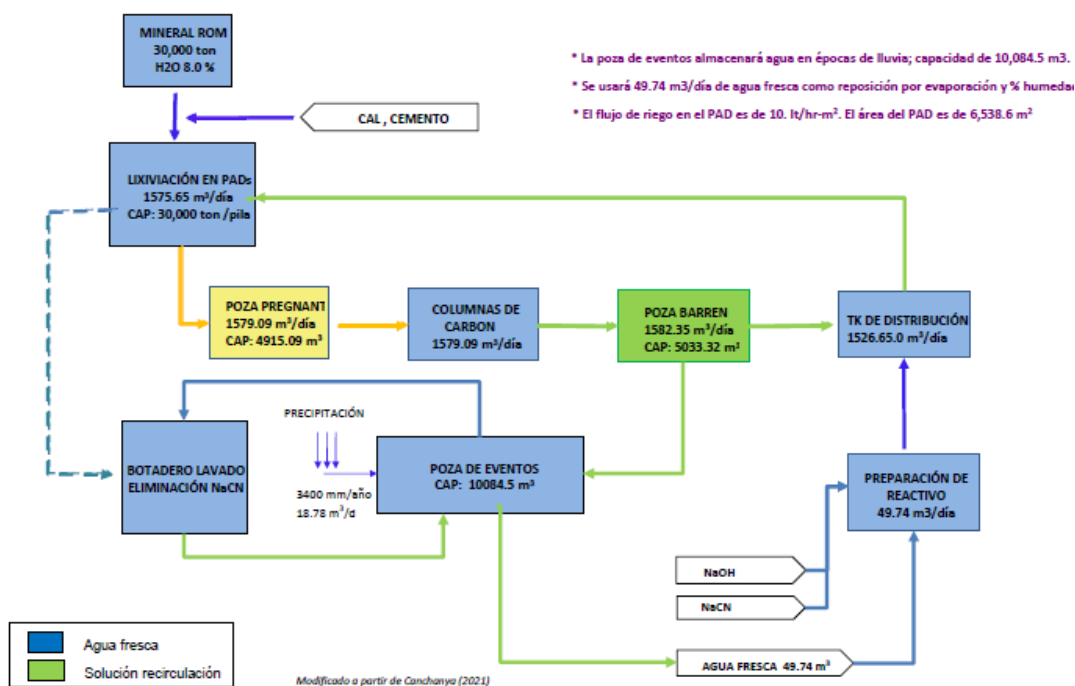 MINERAL ROM
30,000 ton
H2O 8.0 %
* La poza de eventos almacenará agua en épocas de lluvia; capacidad de 10,084.5 m3.
* Se usará 49.74 m3/día de agua fresca como reposición por evaporación y % humedad
* El flujo de riego en el PAD es de 10. lt/hr-m². El área del PAD es de 6,538.6 m²
CAL , CEMENTO
LIXIVIACIÓN EN PADs
1575.65 m³/día
CAP: 30,000 ton /pila
POZA PREGNANT
1579.09 m³/día
CAP: 4915.09 m³
COLUMNAS DE
CARBON
1579.09 m³/día
POZA BARREN
1582.35 m³/día
CAP: 5033.32 m³
TK DE DISTRIBUCIÓN
1526.65.0 m³/día
PRECIPITACIÓN
3400 mm/año
18.78 m³/d
BOTADERO LAVADO
ELIMINACIÓN NaCN
POZA DE EVENTOS
CAP: 10084.5 m³
PREPARACIÓN DE
REACTIVO
49.74 m3/día
NaOH
NaCN
AGUA FRESCA 49.74 m³
Agua fresca
Solución recirculación
Modificado a partir de Canchanya (2021)